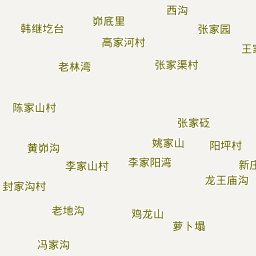 西沟
峁底里
韩继圪台
张家园
高家河村
王家
老林湾
张家渠村
陈家山村
张家砭
姚家山
阳坪村
黄峁沟
李家阳湾
李家山村
新庄
龙王庙沟
封家沟村
老地沟
鸡龙山
萝卜塌
冯家沟